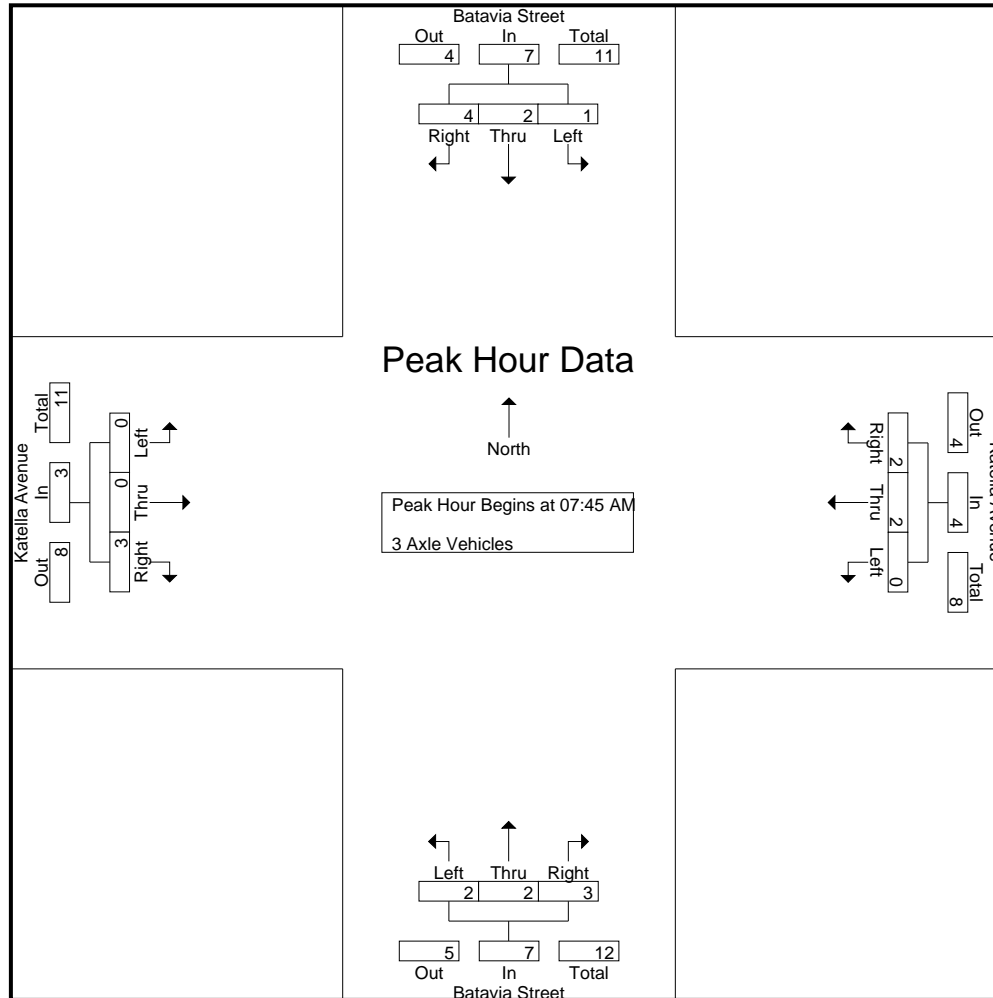 Batavia Street
Out In Total
4 7 11
4 2 1
Right Thru Left
Peak Hour Data
North
Peak Hour Begins at 07:45 AM
3 Axle Vehicles
Katella Avenue
Out In Total
8 3 11
0 0 3
Left Thru Right
Out In Total
4 4 8
2 2 0
Right Thru Left
Left Thru Right
2 2 3
5 7 12
Out In Total
Batavia Street